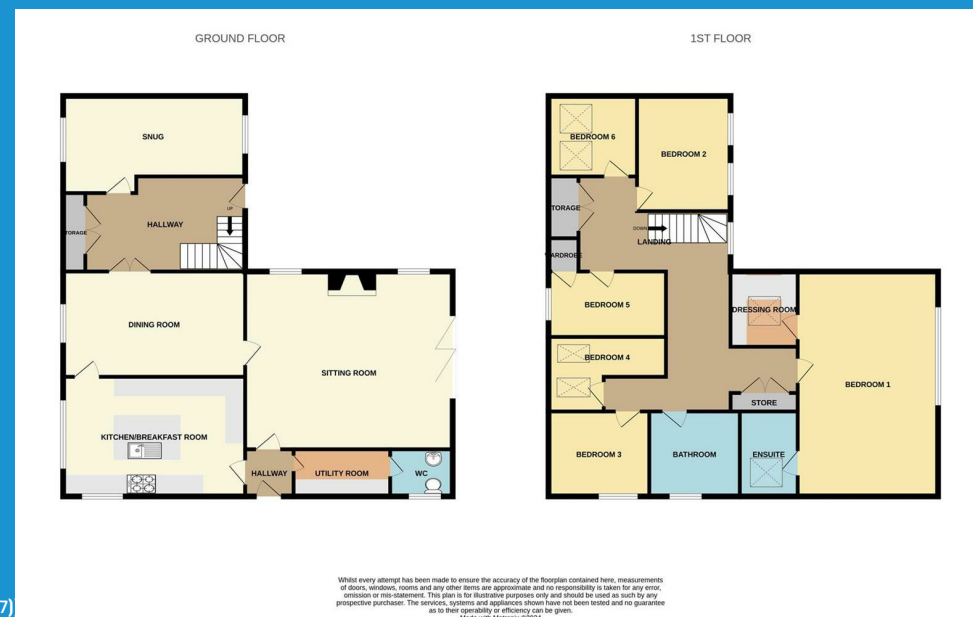 GROUND FLOOR
SNUG
UP
HALLWAY
TORAGE
DINING ROOM
SITTING ROOM
KITCHEN/BREAKFAST ROOM
HALLWAY
UTILITY ROOM
WC
1ST FLOOR
BEDROOM 6
BEDROOM 2
TORAGE
DOWN
LANDING
ARDROBE
BEDROOM 5
DRESSING ROOM
BEDROOM 4
BEDROOM 1
STORE
BEDROOM 3
BATHROOM
ENSUITE
Whilst every attempt has been made to ensure the accuracy of the floorplan contained here, measurements
of doors, windows, rooms and any other items are approximate and no responsibility is taken for any error,
omission or mis-statement. This plan is for illustrative purposes only and should be used as such by any
prospective purchaser. The services, systems and appliances shown have not been tested and no guarantee
as to their operability or efficiency can be given.
Made with Metropix ©2024
7)